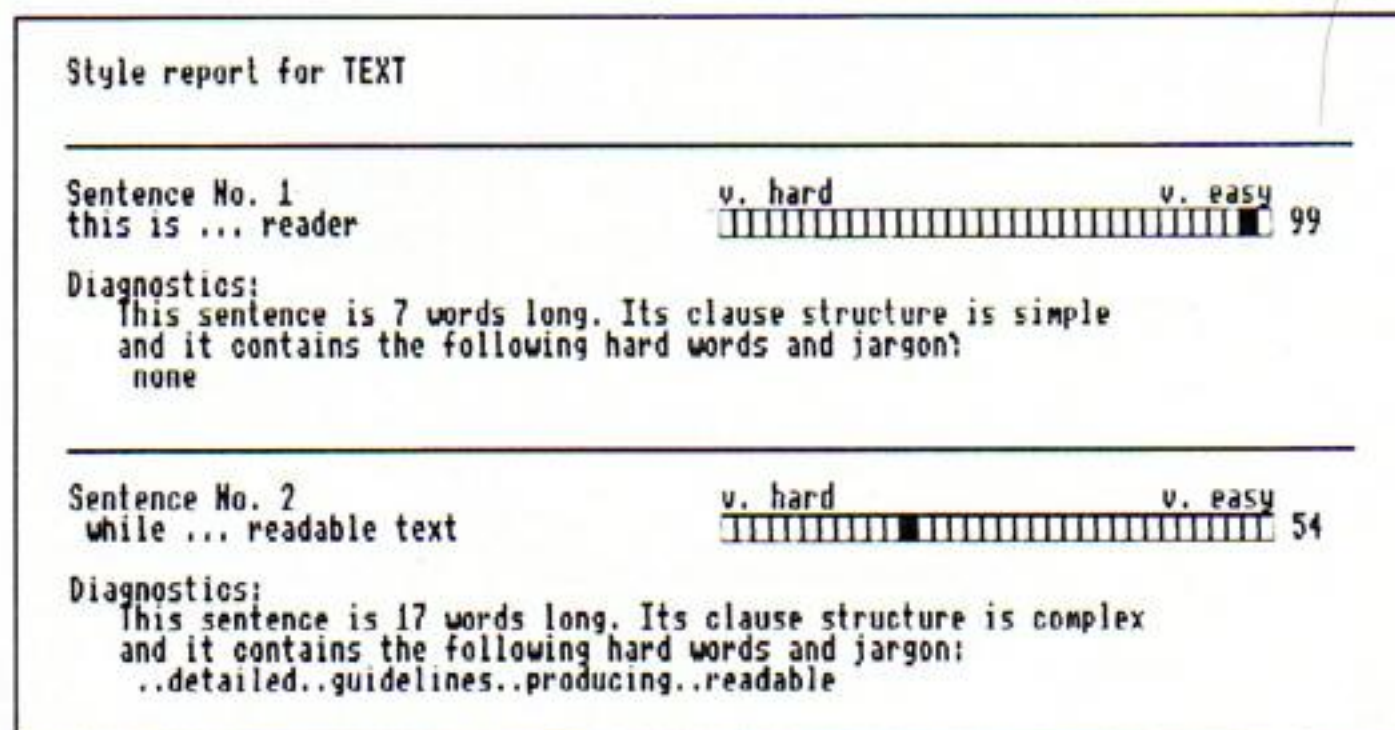 Style report for TEXT
Sentence No. 1
v. hard v. easy
this is ... reader 99
Diagnostics:
This sentence is 7 words long. Its clause structure is simple
and it contains the following hard words and jargon:
none
Sentence No. 2
v. hard v. easy
while ... readable text 54
Diagnostics:
This sentence is 17 words long. Its clause structure is complex
and it contains the following hard words and jargon:
..detailed..guidelines..producing..readable